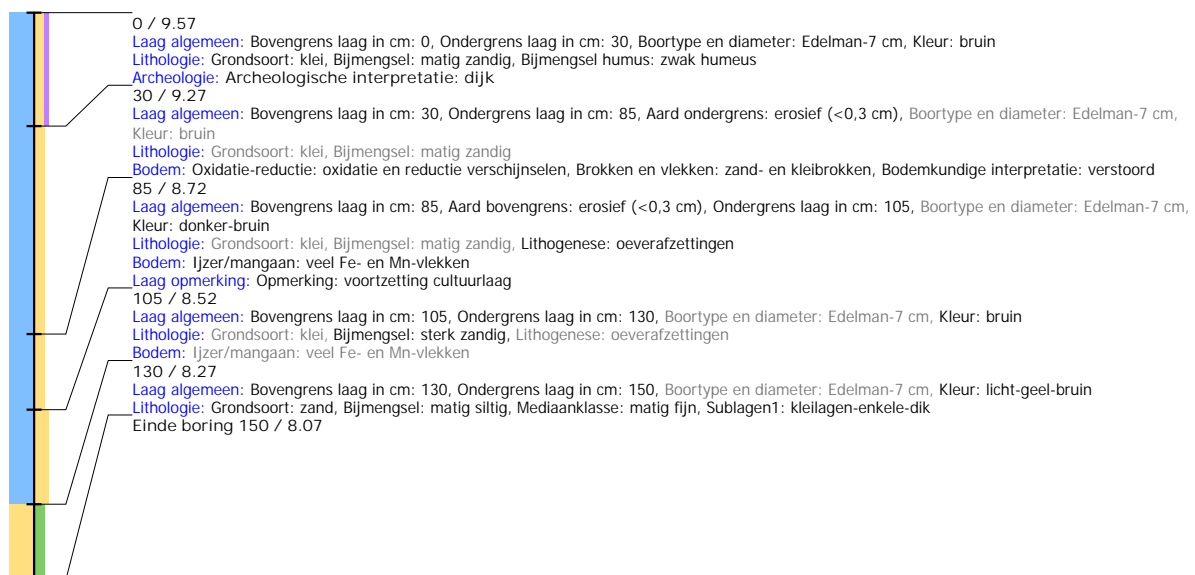 0 / 9.57
Laag algemeen: Bovengrens laag in cm: 0, Ondergrens laag in cm: 30, Boortype en diameter: Edelman-7 cm, Kleur: bruin
Lithologie: Grondsoort: klei, Bijmengsel: matig zandig, Bijmengsel humus: zwak humeus
Archeologie: Archeologische interpretatie: dijk
30 / 9.27
Laag algemeen: Bovengrens laag in cm: 30, Ondergrens laag in cm: 85, Aard ondergrens: erosief (<0,3 cm), Boortype en diameter: Edelman-7 cm,
Kleur: bruin
Lithologie: Grondsoort: klei, Bijmengsel: matig zandig
Bodem: Oxidatie-reductie: oxidatie en reductie verschijnselen, Brokken en vlekken: zand- en kleibrokken, Bodemkundige interpretatie: verstoord
85 / 8.72
Laag algemeen: Bovengrens laag in cm: 85, Aard bovengrens: erosief (<0,3 cm), Ondergrens laag in cm: 105, Boortype en diameter: Edelman-7 cm,
Kleur: donker-bruin
Lithologie: Grondsoort: klei, Bijmengsel: matig zandig, Lithogenese: oeverafzettingen
Bodem: Ijzer/mangaan: veel Fe- en Mn-vlekken
Laag opmerking: Opmerking: voortzetting cultuurlaag
105 / 8.52
Laag algemeen: Bovengrens laag in cm: 105, Ondergrens laag in cm: 130, Boortype en diameter: Edelman-7 cm, Kleur: bruin
Lithologie: Grondsoort: klei, Bijmengsel: sterk zandig, Lithogenese: oeverafzettingen
Bodem: Ijzer/mangaan: veel Fe- en Mn-vlekken
130 / 8.27
Laag algemeen: Bovengrens laag in cm: 130, Ondergrens laag in cm: 150, Boortype en diameter: Edelman-7 cm, Kleur: licht-geel-bruin
Lithologie: Grondsoort: zand, Bijmengsel: matig siltig, Mediaanklasse: matig fijn, Sublagen1: kleilagen-enkele-dik
Einde boring 150 / 8.07